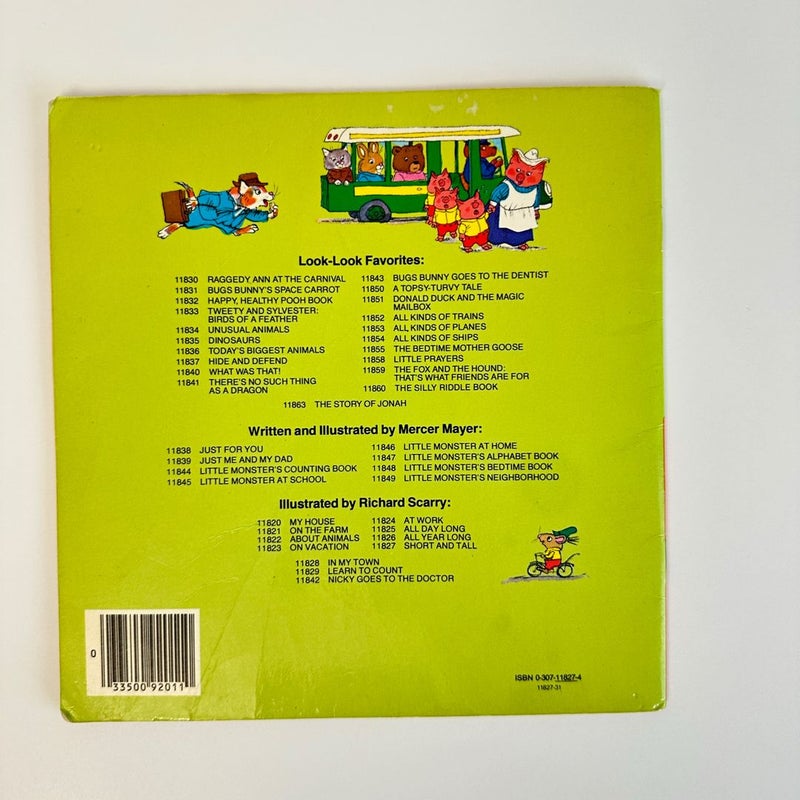 Look-Look Favorites:
11830 RAGGEDY ANN AT THE CARNIVAL
11831 BUGS BUNNY'S SPACE CARROT
11832 HAPPY, HEALTHY POOH BOOK
11833 TWEETY AND SYLVESTER:
BIRDS OF A FEATHER
11834 UNUSUAL ANIMALS
11835 DINOSAURS
11836 TODAY'S BIGGEST ANIMALS
11837 HIDE AND DEFEND
11840 WHAT WAS THAT!
11841 THERE'S NO SUCH THING
AS A DRAGON
11843 BUGS BUNNY GOES TO THE DENTIST
11850 A TOPSY-TURVY TALE
11851 DONALD DUCK AND THE MAGIC
MAILBOX
11852 ALL KINDS OF TRAINS
11853 ALL KINDS OF PLANES
11854 ALL KINDS OF SHIPS
11855 THE BEDTIME MOTHER GOOSE
11858 LITTLE PRAYERS
11859 THE FOX AND THE HOUND:
THAT'S WHAT FRIENDS ARE FOR
11860 THE SILLY RIDDLE BOOK
11863 THE STORY OF JONAH
Written and Illustrated by Mercer Mayer:
11838 JUST FOR YOU
11839 JUST ME AND MY DAD
11844 LITTLE MONSTER'S COUNTING BOOK
11845 LITTLE MONSTER AT SCHOOL
11846 LITTLE MONSTER AT HOME
11847 LITTLE MONSTER'S ALPHABET BOOK
11848 LITTLE MONSTER'S BEDTIME BOOK
11849 LITTLE MONSTER'S NEIGHBORHOOD
Illustrated by Richard Scarry:
11820 MY HOUSE
11821 ON THE FARM
11822 ABOUT ANIMALS
11823 ON VACATION
11824 AT WORK
11825 ALL DAY LONG
11826 ALL YEAR LONG
11827 SHORT AND TALL
11828 IN MY TOWN
11829 LEARN TO COUNT
11842 NICKY GOES TO THE DOCTOR
0
33500 92011
ISBN 0-307-11827-4
11827-31